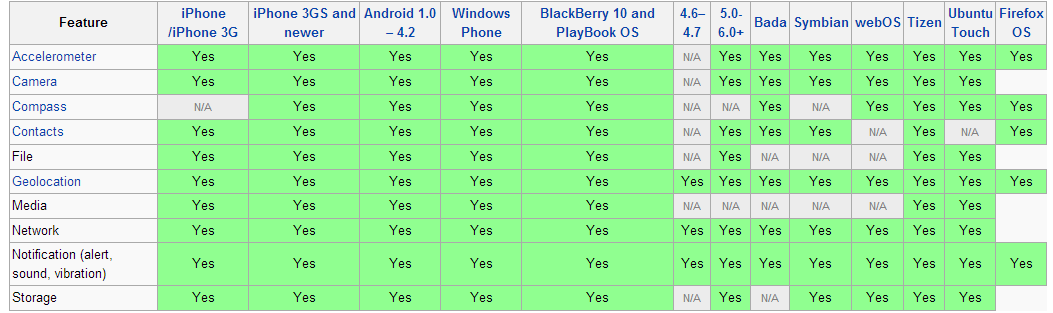 Feature
iPhone
/iPhone 3G
iPhone 3GS and
newer
Android 1.0
– 4.2
Windows
Phone
BlackBerry 10 and
PlayBook OS
4.6–
4.7
5.0-
6.0+
Bada
Symbian
webOS
Tizen
Ubuntu
Touch
Firefox
OS
Accelerometer Yes Yes Yes Yes Yes N/A Yes Yes Yes Yes Yes Yes Yes
Camera Yes Yes Yes Yes Yes N/A Yes Yes Yes Yes Yes Yes
Compass N/A Yes Yes Yes Yes N/A N/A Yes N/A Yes Yes Yes Yes
Contacts Yes Yes Yes Yes Yes N/A Yes Yes Yes N/A Yes N/A Yes
File Yes Yes Yes Yes Yes N/A Yes N/A N/A N/A Yes Yes
Geolocation Yes Yes Yes Yes Yes Yes Yes Yes Yes Yes Yes Yes Yes
Media Yes Yes Yes Yes Yes N/A N/A N/A N/A N/A Yes Yes
Network Yes Yes Yes Yes Yes Yes Yes Yes Yes Yes Yes Yes
Notification (alert,
sound, vibration) Yes Yes Yes Yes Yes Yes Yes Yes Yes Yes Yes Yes Yes
Storage Yes Yes Yes Yes Yes N/A Yes N/A Yes Yes Yes Yes